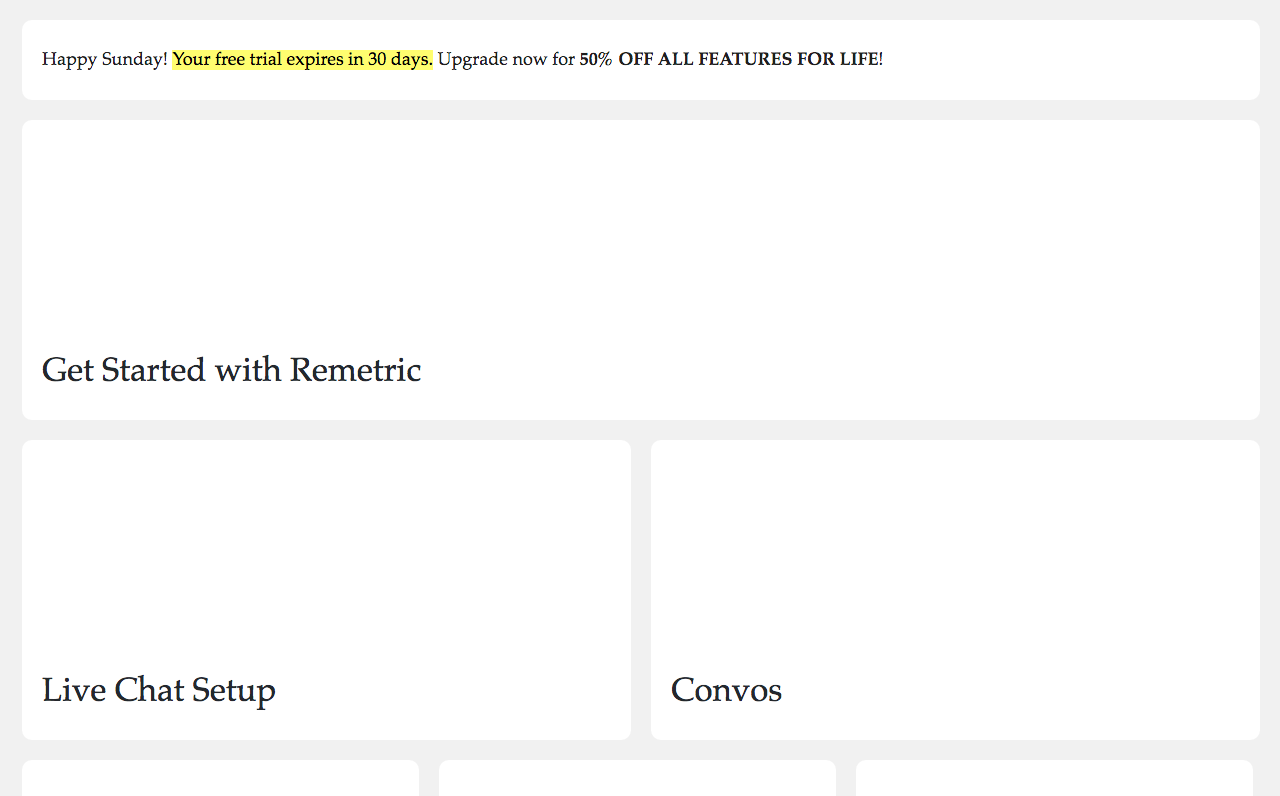 Happy Sunday! Your free trial expires in 30 days. Upgrade now for 50% OFF ALL FEATURES FOR LIFE!
Get Started with Remetric
Live Chat Setup
Convos